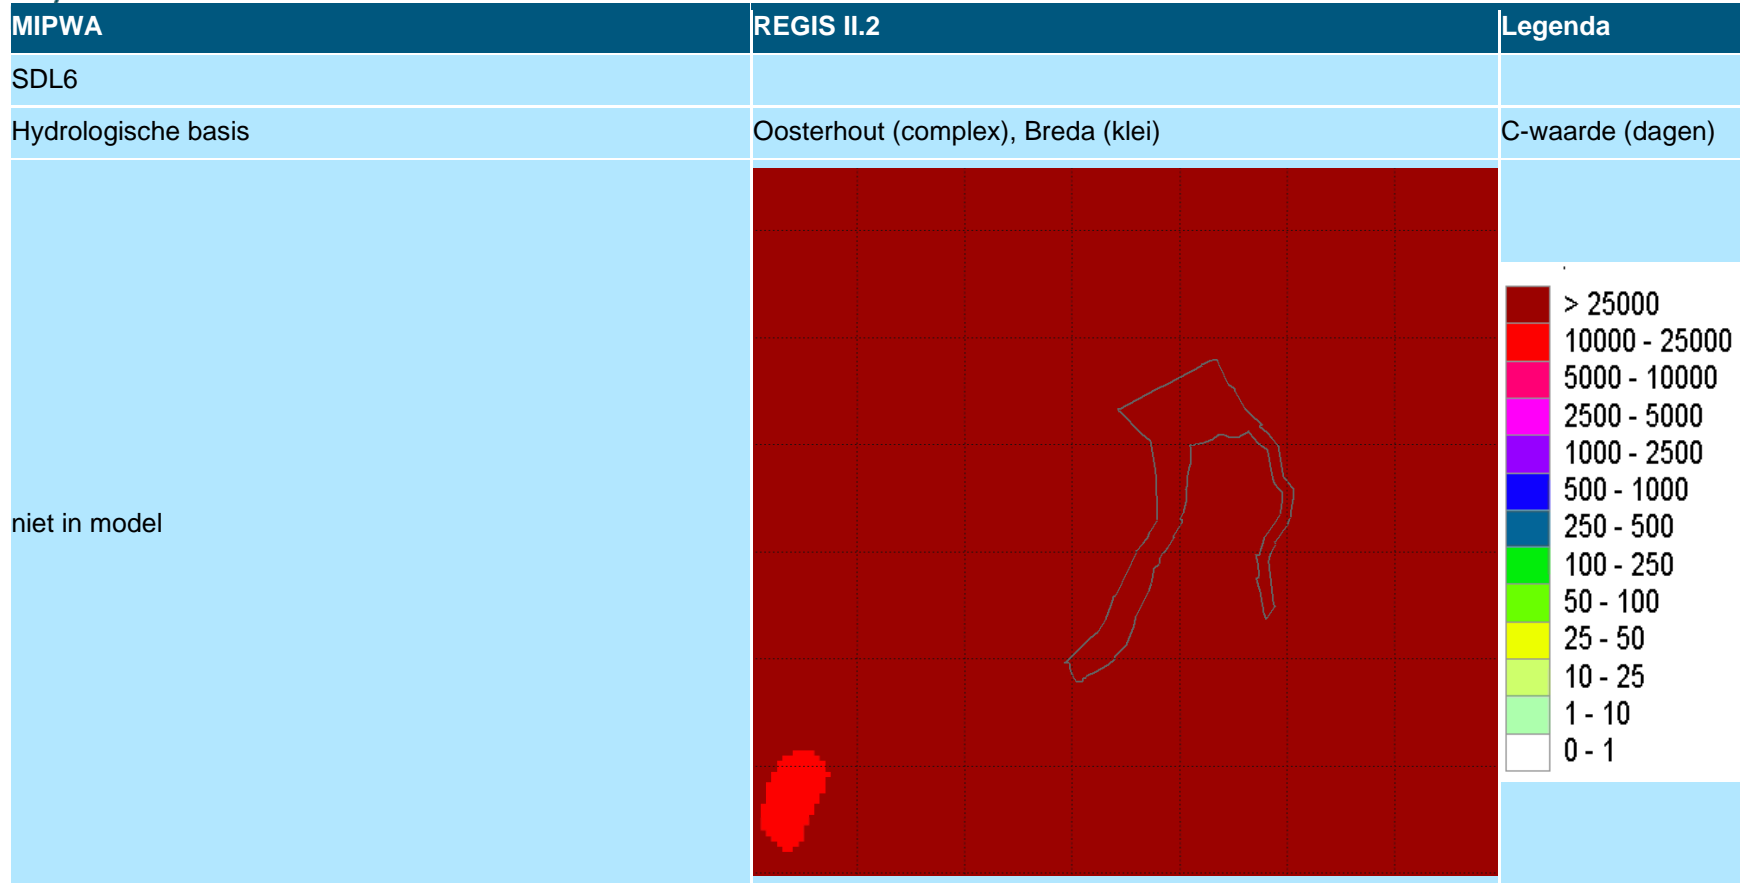 MIPWA REGIS II.2 Legenda
SDL6
Hydrologische basis Oosterhout (complex), Breda (klei) C-waarde (dagen)
niet in model
> 25000
10000 - 25000
5000 - 10000
2500 - 5000
1000 - 2500
500 - 1000
250 - 500
100 - 250
50 - 100
25 - 50
10 - 25
1 - 10
0 - 1